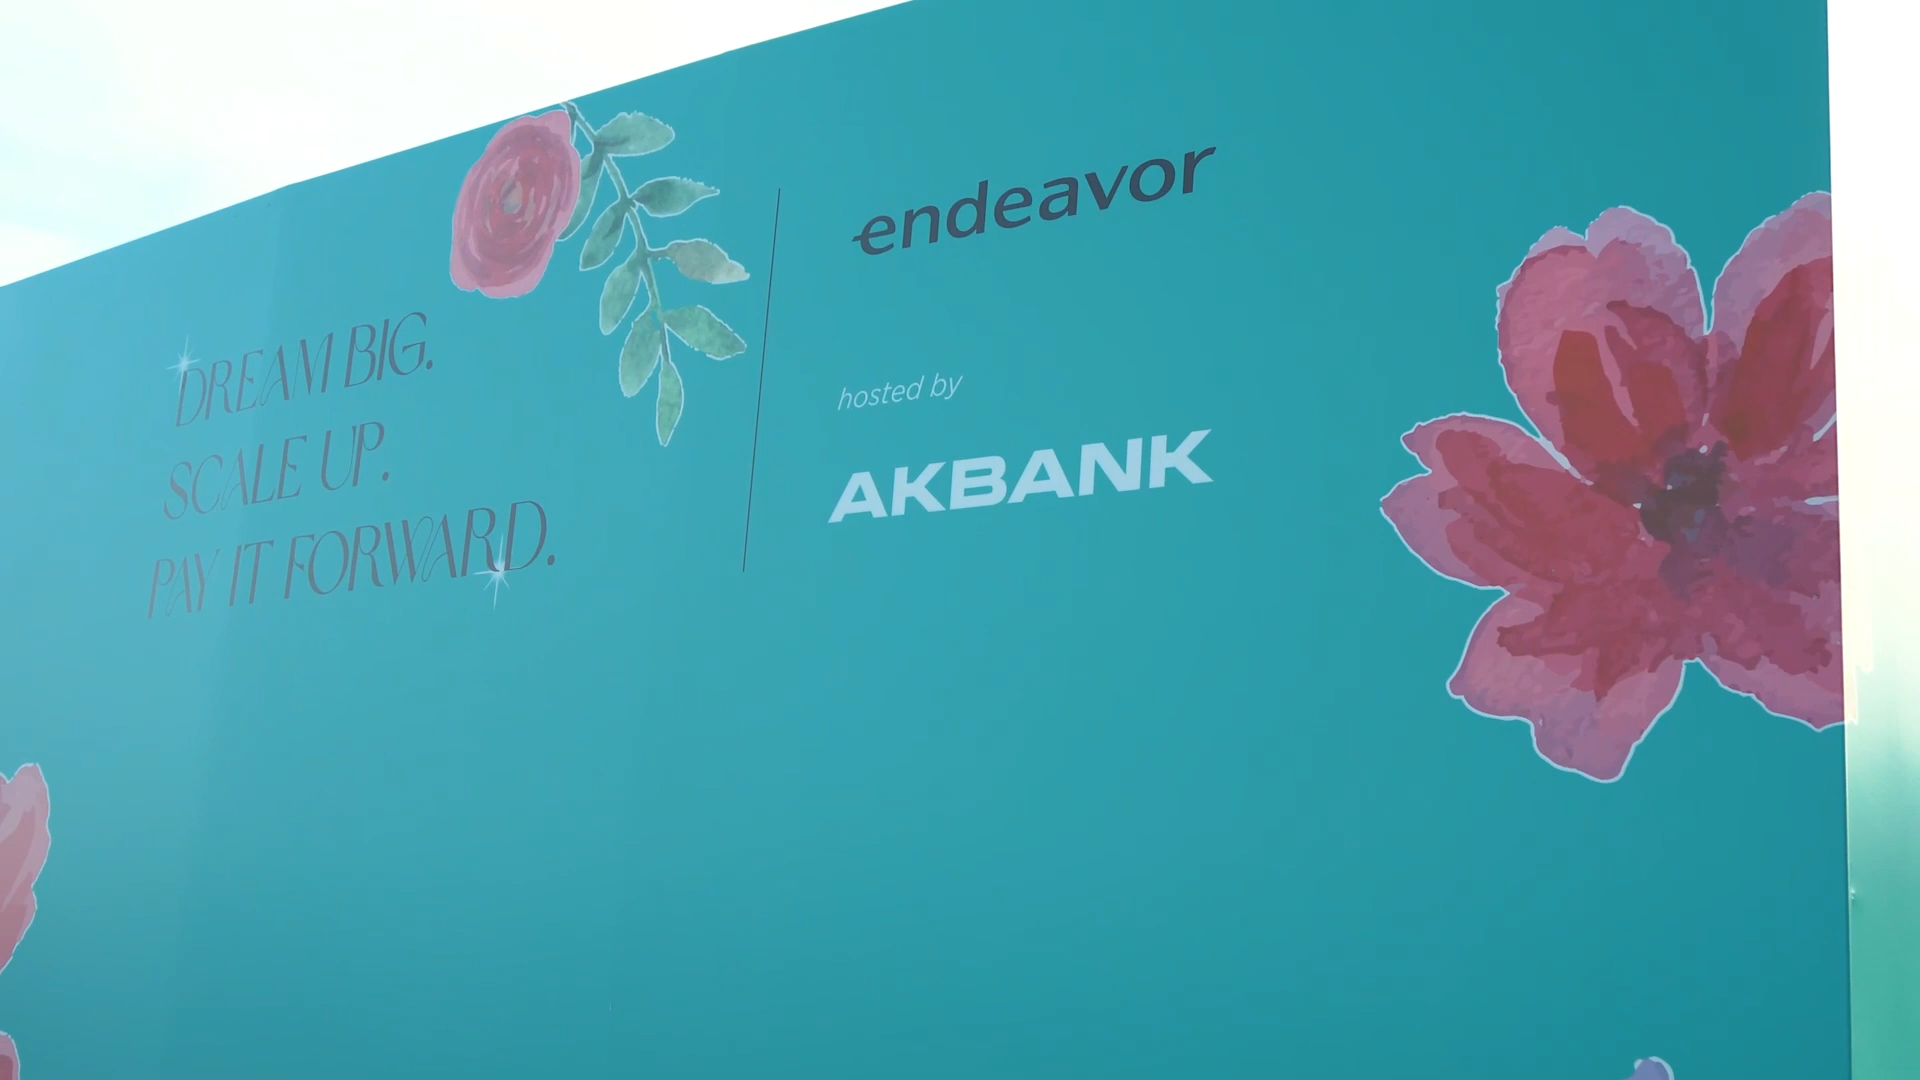 DREAM BIG.
SCALE UP.
PAY IT FORWARD.
endeavor
hosted by
AKBANK